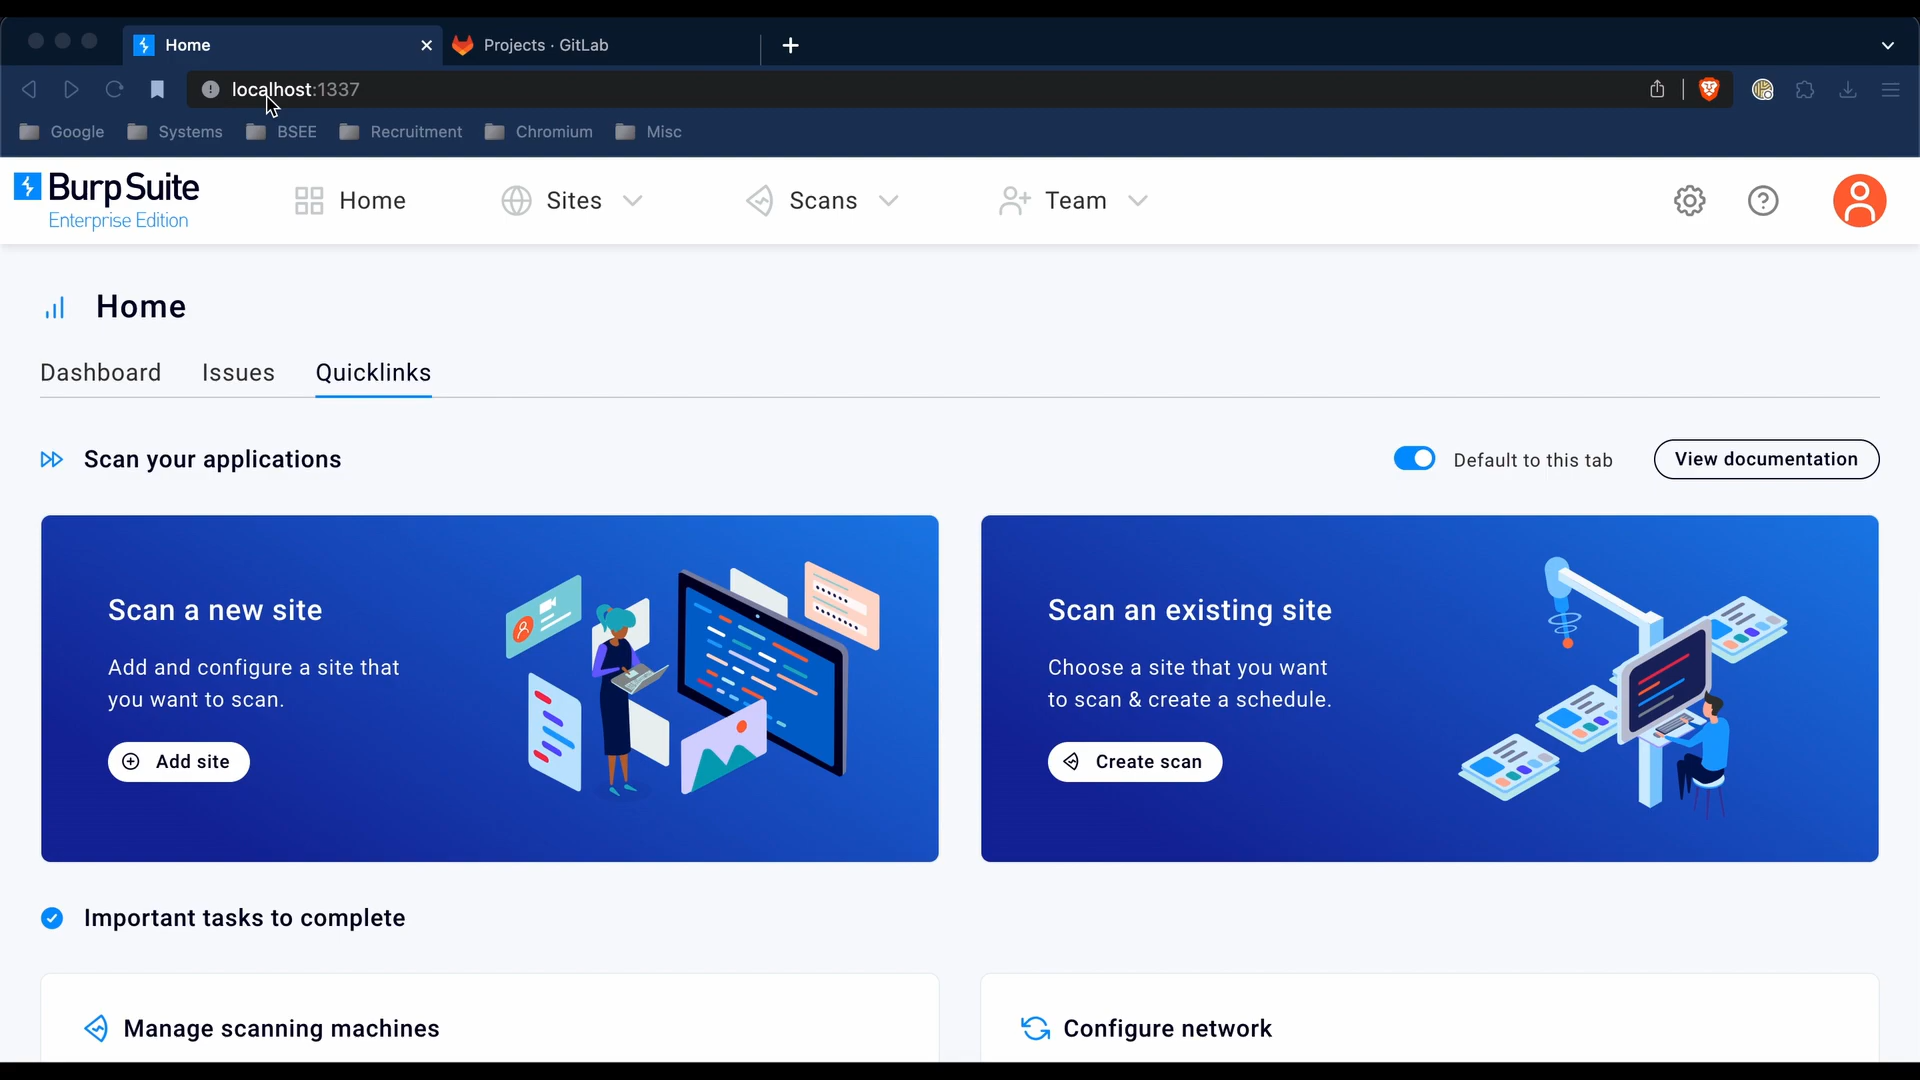 Home
Projects · GitLab
localhost:1337
Google
Systems
BSEE
Recruitment
Chromium
Misc
Burp Suite
Enterprise Edition
Home
Sites
Scans
Team
Home
Dashboard
Issues
Quicklinks
Scan your applications
Default to this tab
View documentation
Scan a new site
Add and configure a site that
you want to scan.
Add site
Scan an existing site
Choose a site that you want
to scan & create a schedule.
Create scan
Important tasks to complete
Manage scanning machines
Configure network